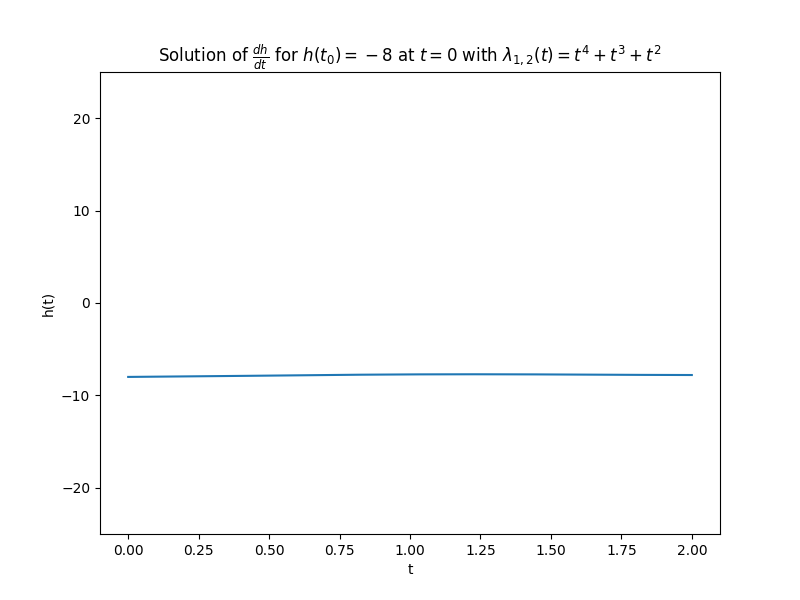 Solution of $\frac{dh}{dt}$ for $h(t_0) = -8$ at $t = 0$ with $\lambda_{1,2}(t) = t^4 + t^3 + t^2$
h(t)
20
10
0
−10
−20
0.00 0.25 0.50 0.75 1.00 1.25 1.50 1.75 2.00
t